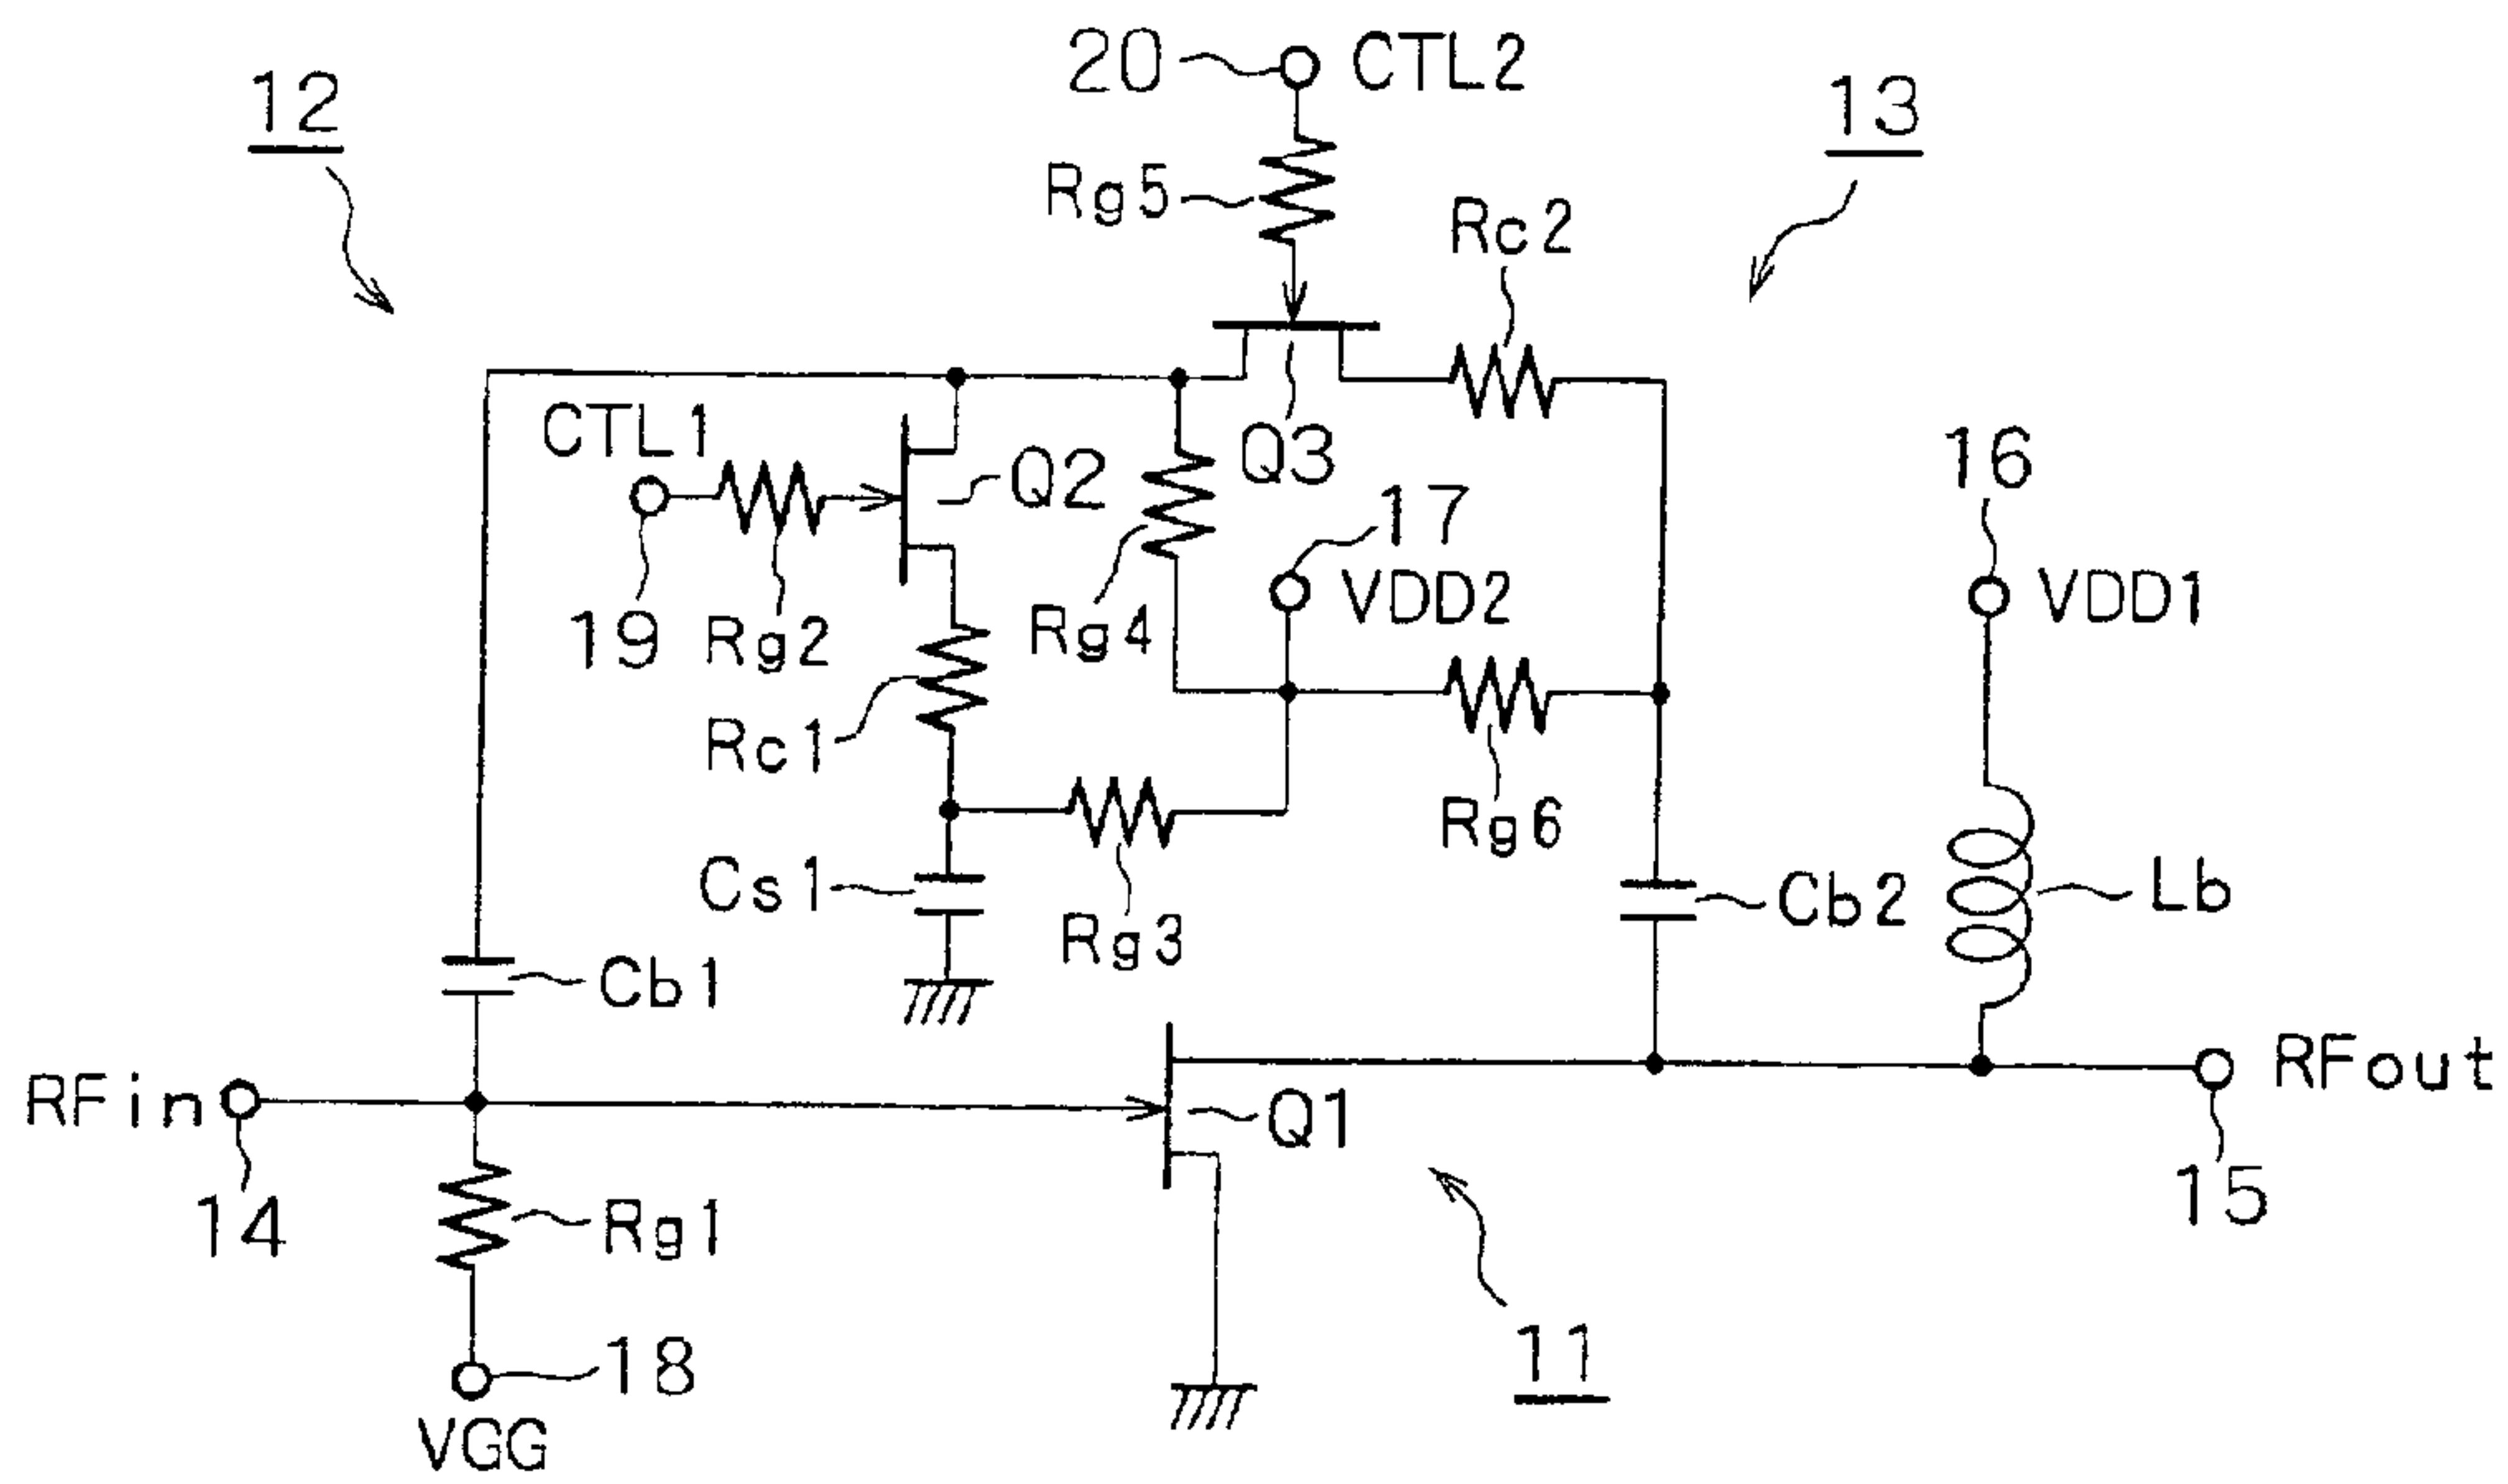 20
CTL2
12
13
Rg5
Rc2
CTL1
Q2
Q3
16
17
VDD2
VDD1
19
Rg2
Rg4
Rc1
Rg6
Cs1
Cb2
Lb
Rg3
Cb1
RFin
Q1
RFout
14
15
Rg1
11
18
VGG